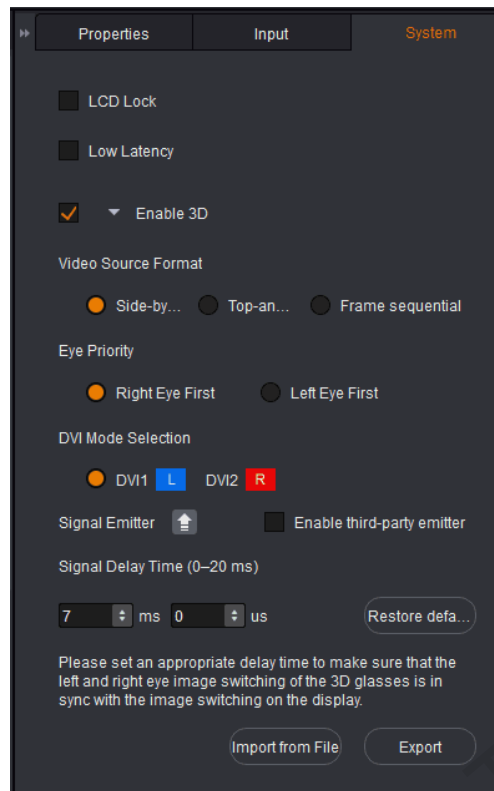 Properties Input System
LCD Lock
Low Latency
Enable 3D
Video Source Format
Side-by... Top-an... Frame sequential
Eye Priority
Right Eye First Left Eye First
DVI Mode Selection
DVI1 L DVI2 R
Signal Emitter Enable third-party emitter
Signal Delay Time (0–20 ms)
7 ms 0 us Restore defa...
Please set an appropriate delay time to make sure that the
left and right eye image switching of the 3D glasses is in
sync with the image switching on the display.
Import from File Export